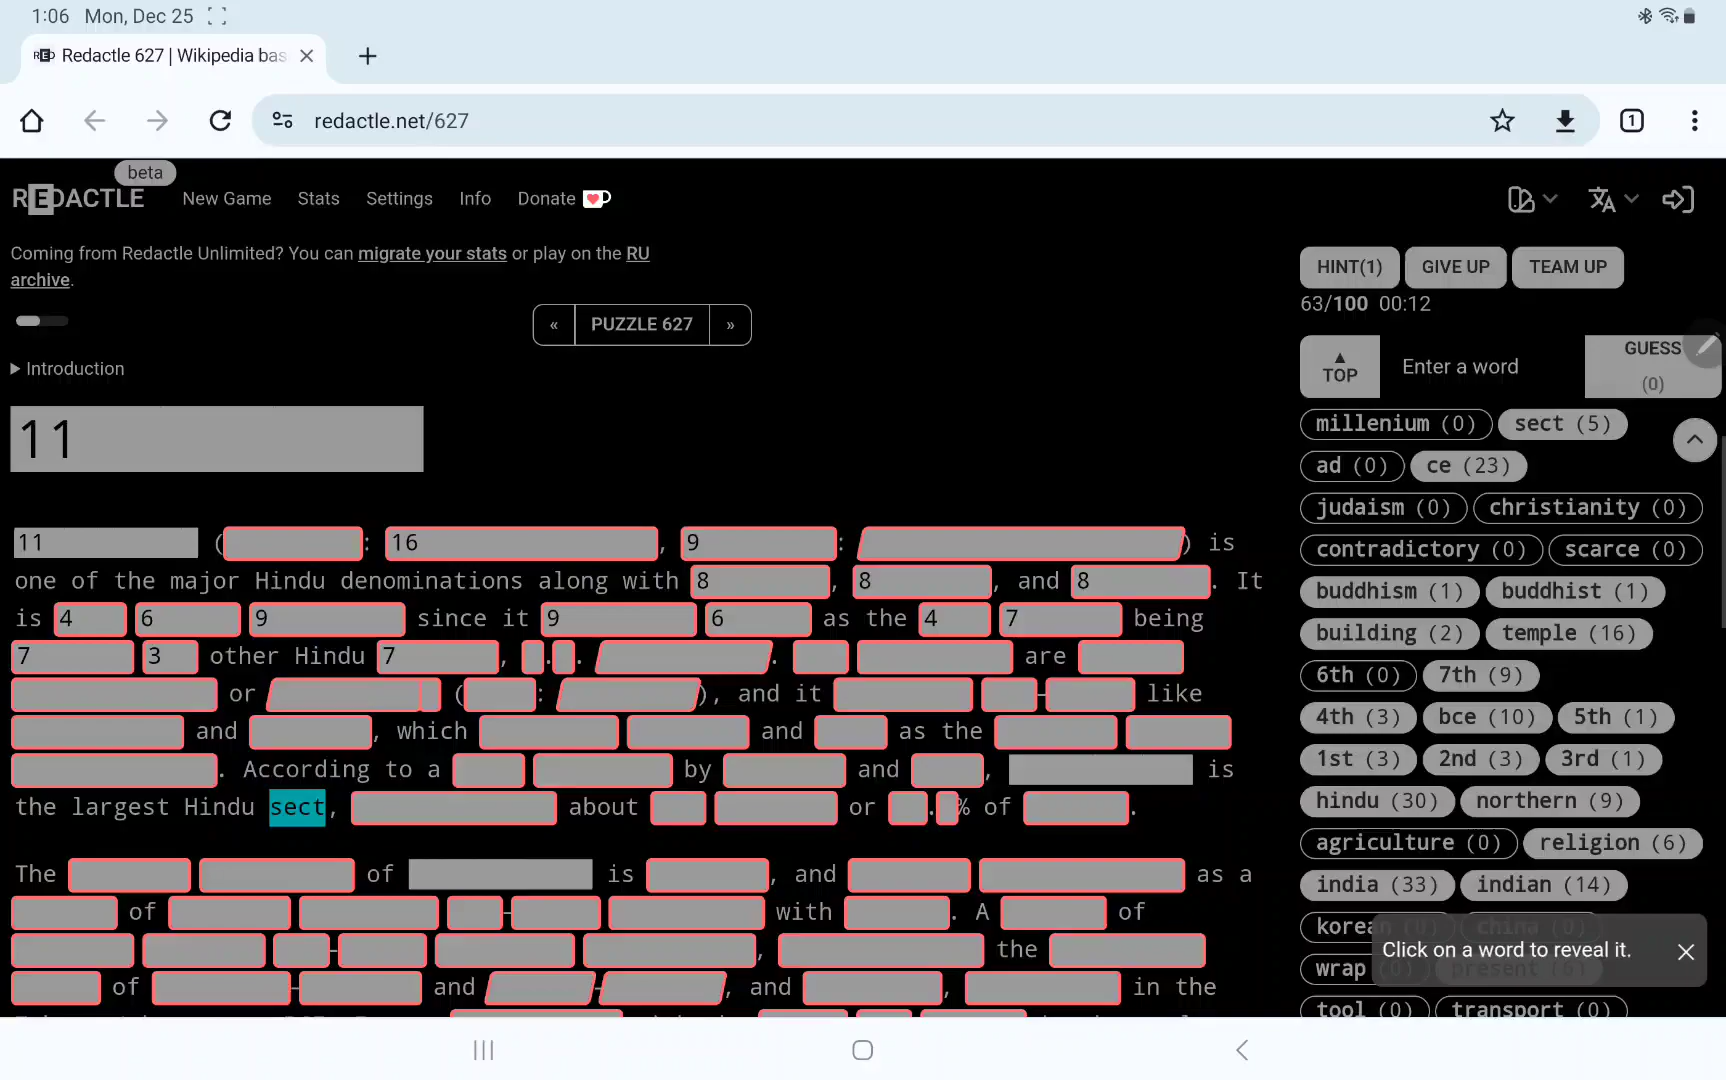 1:06 Mon, Dec 25
Redactle 627 | Wikipedia bas
redactle.net/627
1
beta
REDACTLE New Game Stats Settings Info Donate
Coming from Redactle Unlimited? You can migrate your stats or play on the RU
archive.
« PUZZLE 627 »
Introduction
11
11 ( : 16 , 9 : ) is
one of the major Hindu denominations along with 8 , 8 , and 8 . It
is 4 6 9 since it 9 6 as the 4 7 being
7 3 other Hindu 7 , . . . are
or ( : ), and it - like
and , which and as the
. According to a by and , is
the largest Hindu sect, about or . % of .
The of is , and as a
of - with . A of
- , the
of - and - , and , in the
HINT(1) GIVE UP TEAM UP
63/100 00:12
TOP Enter a word GUESS
(0)
millenium (0) sect (5)
ad (0) ce (23)
judaism (0) christianity (0)
contradictory (0) scarce (0)
buddhism (1) buddhist (1)
building (2) temple (16)
6th (0) 7th (9)
4th (3) bce (10) 5th (1)
1st (3) 2nd (3) 3rd (1)
hindu (30) northern (9)
agriculture (0) religion (6)
india (33) indian (14)
korean (0) china (0)
wrap (0) present (6)
tool (0) transport (0)
Click on a word to reveal it.